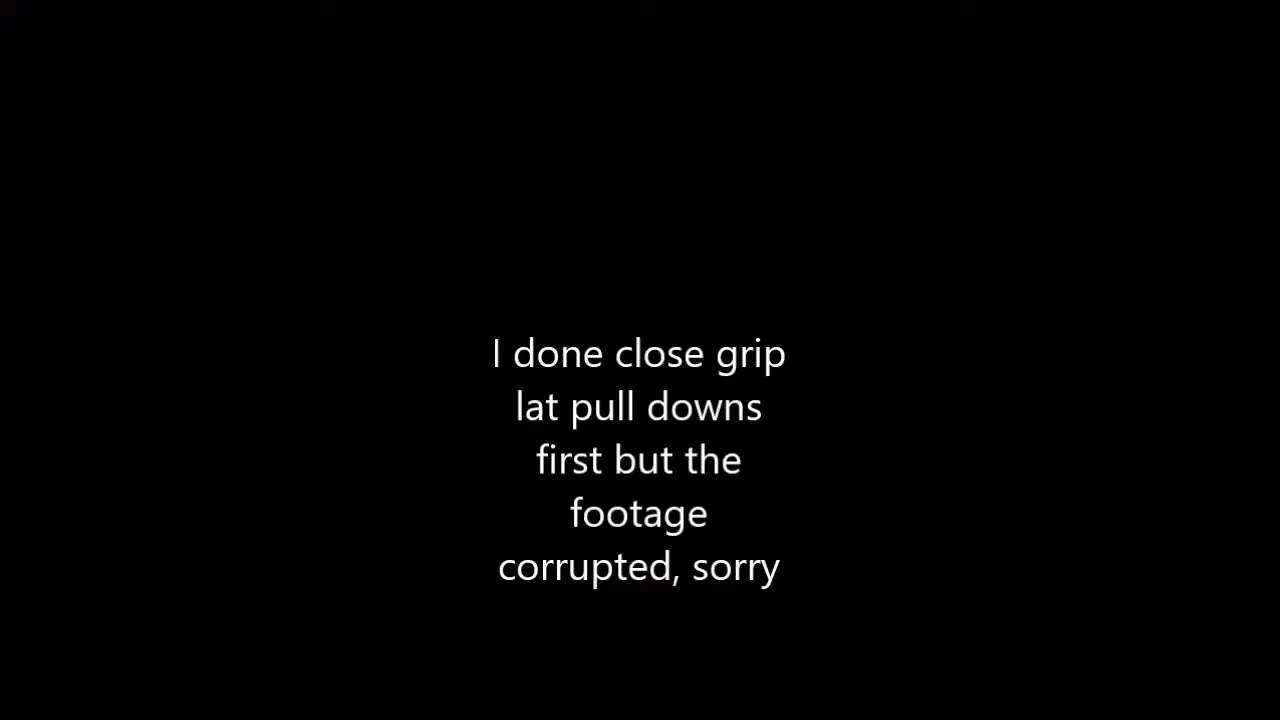 I done close grip
lat pull downs
first but the
footage
corrupted, sorry